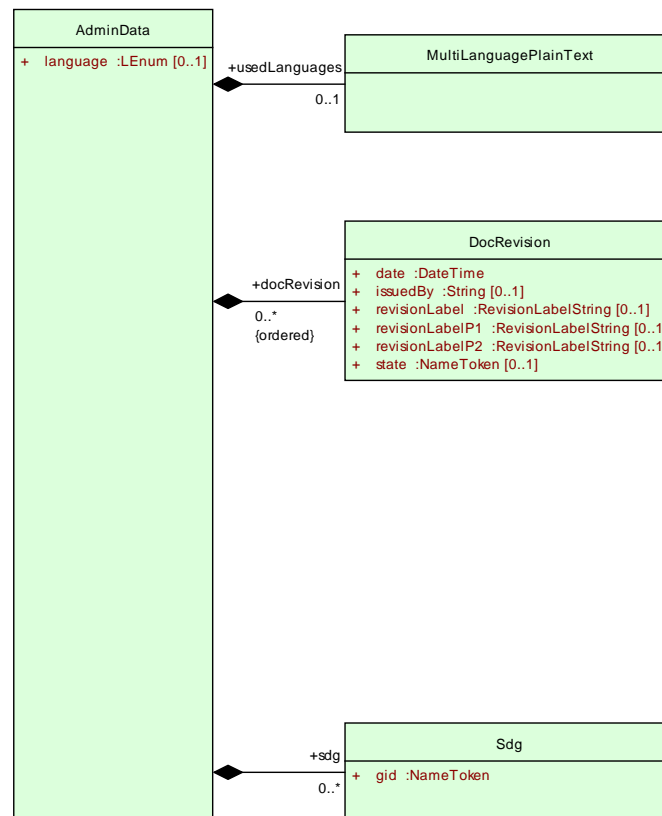 AdminData
+ language :LEnum [0..1]
+usedLanguages
0..1
MultiLanguagePlainText
+docRevision
0..*
{ordered}
DocRevision
+ date :DateTime
+ issuedBy :String [0..1]
+ revisionLabel :RevisionLabelString [0..1]
+ revisionLabelP1 :RevisionLabelString [0..1
+ revisionLabelP2 :RevisionLabelString [0..1
+ state :NameToken [0..1]
+sdg
0..*
Sdg
+ gid :NameToken